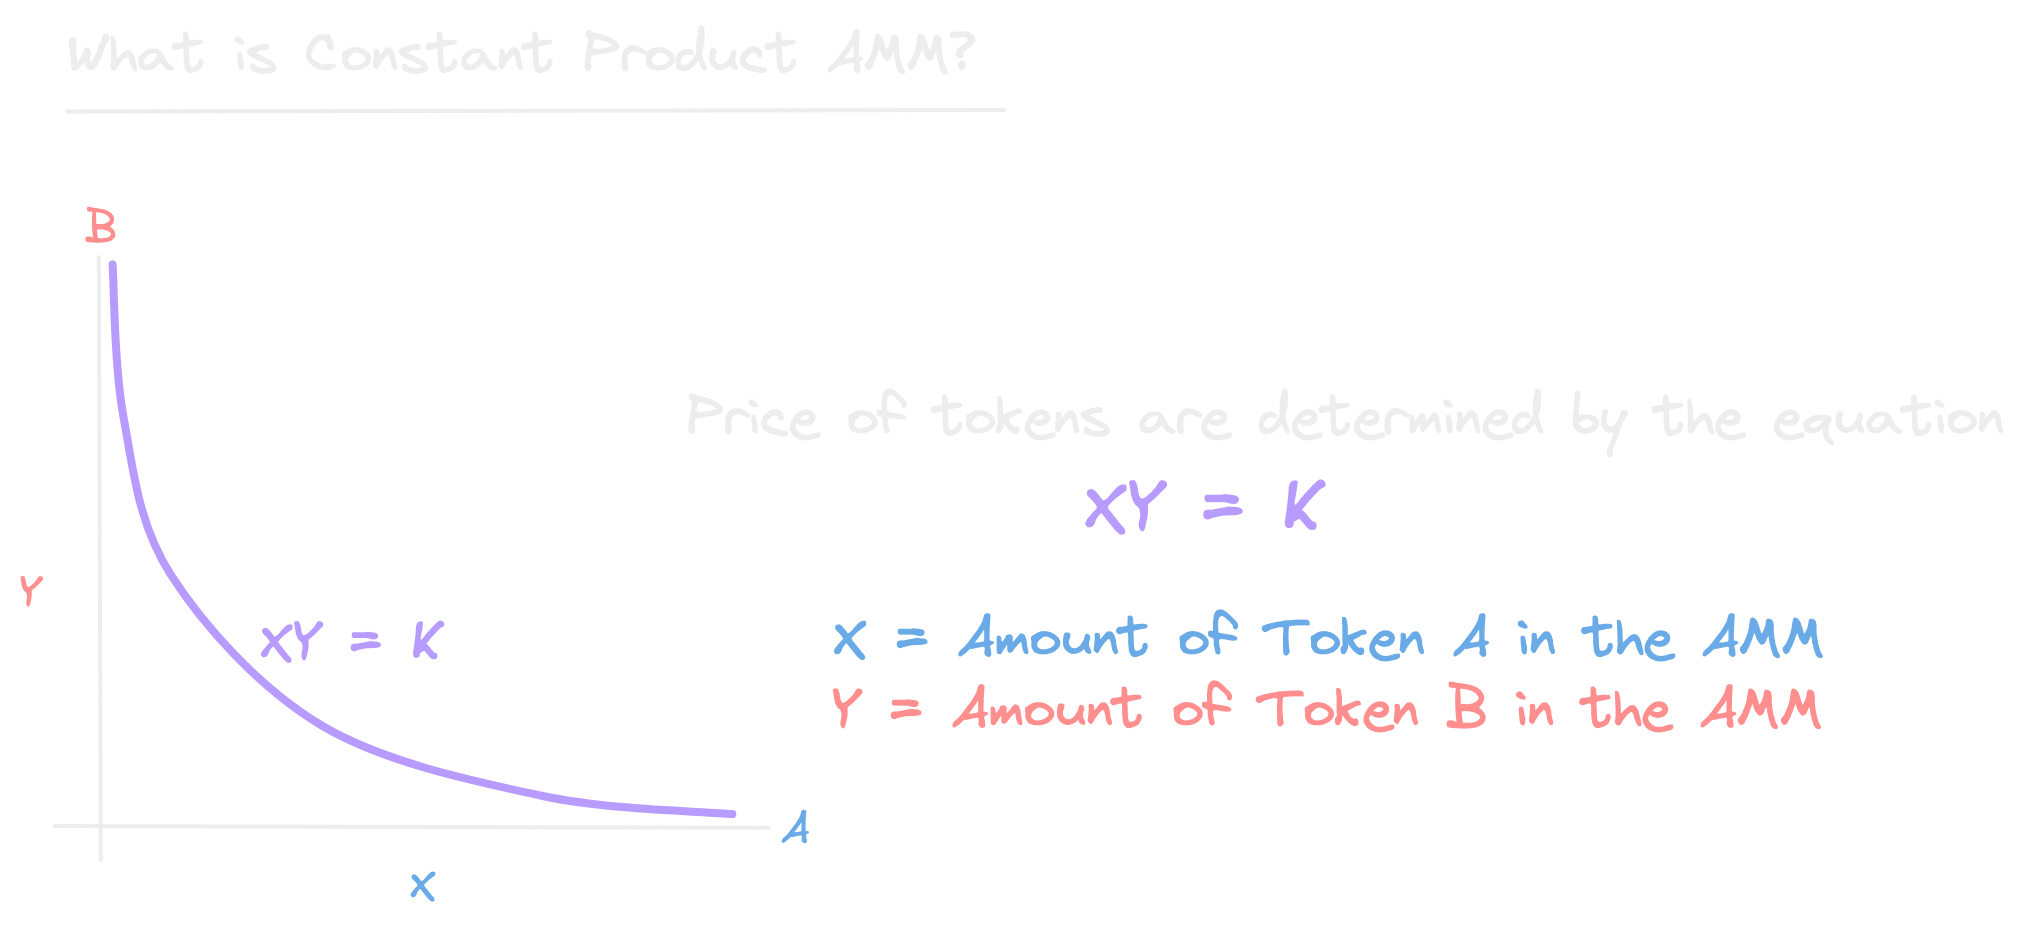 What is Constant Product AMM?
B
Price of tokens are determined by the equation
XY = K
Y
XY = K
X = Amount of Token A in the AMM
Y = Amount of Token B in the AMM
A
X